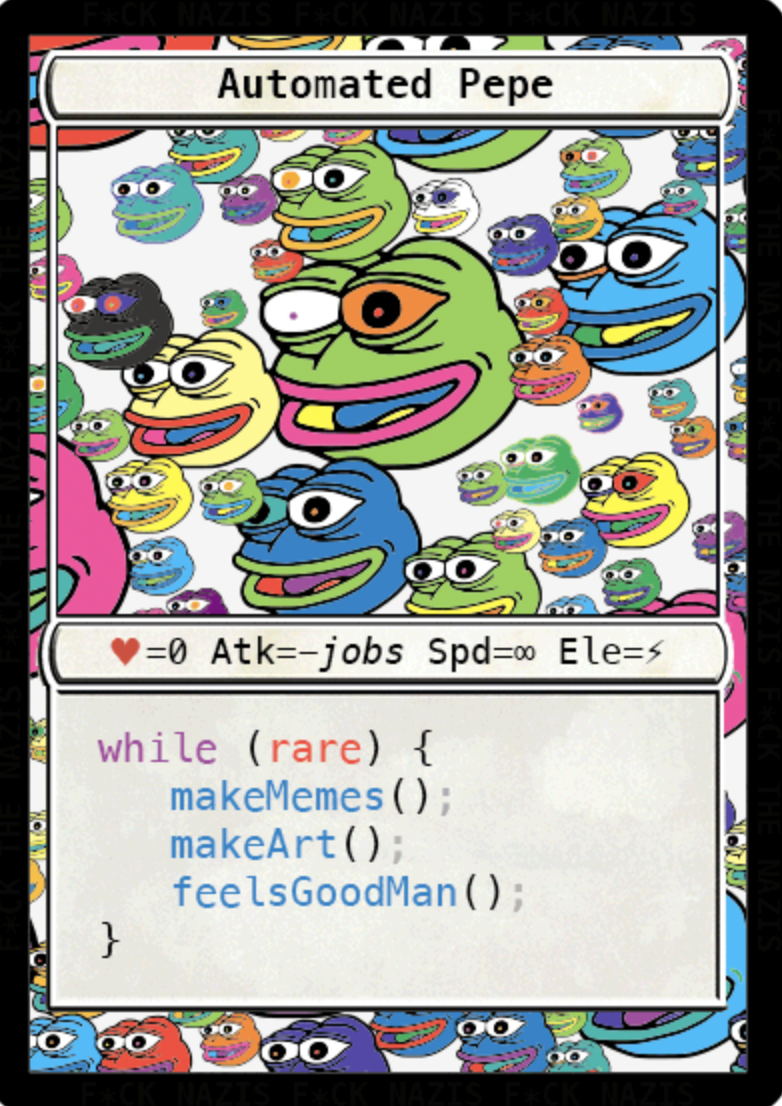 F*CK NAZIS F*CK NAZIS F*CK NAZIS
Automated Pepe
♥=0 Atk=−jobs Spd=∞ Ele=⚡
while (rare) {
    makeMemes();
    makeArt();
    feelsGoodMan();
}
F*CK NAZIS F*CK NAZIS F*CK NAZIS